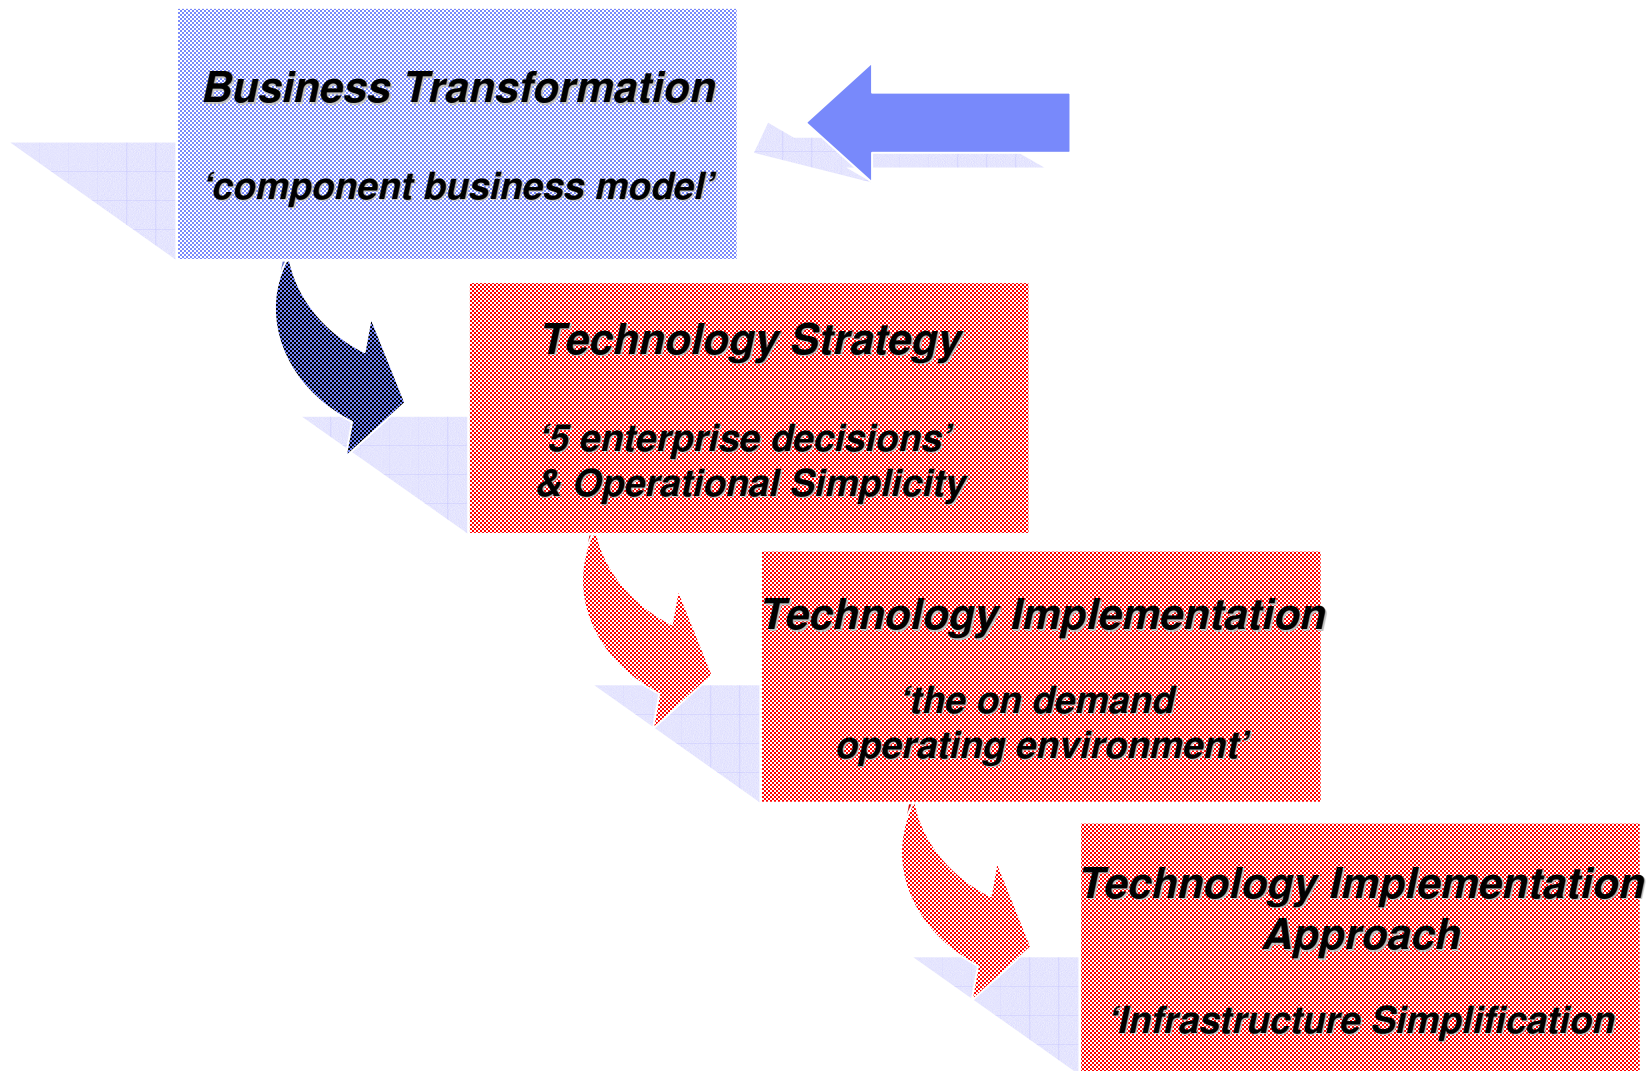 Business Transformation
‘component business model’
Technology Strategy
‘5 enterprise decisions’
& Operational Simplicity
Technology Implementation
‘the on demand
operating environment’
Technology Implementation
Approach
‘Infrastructure Simplification